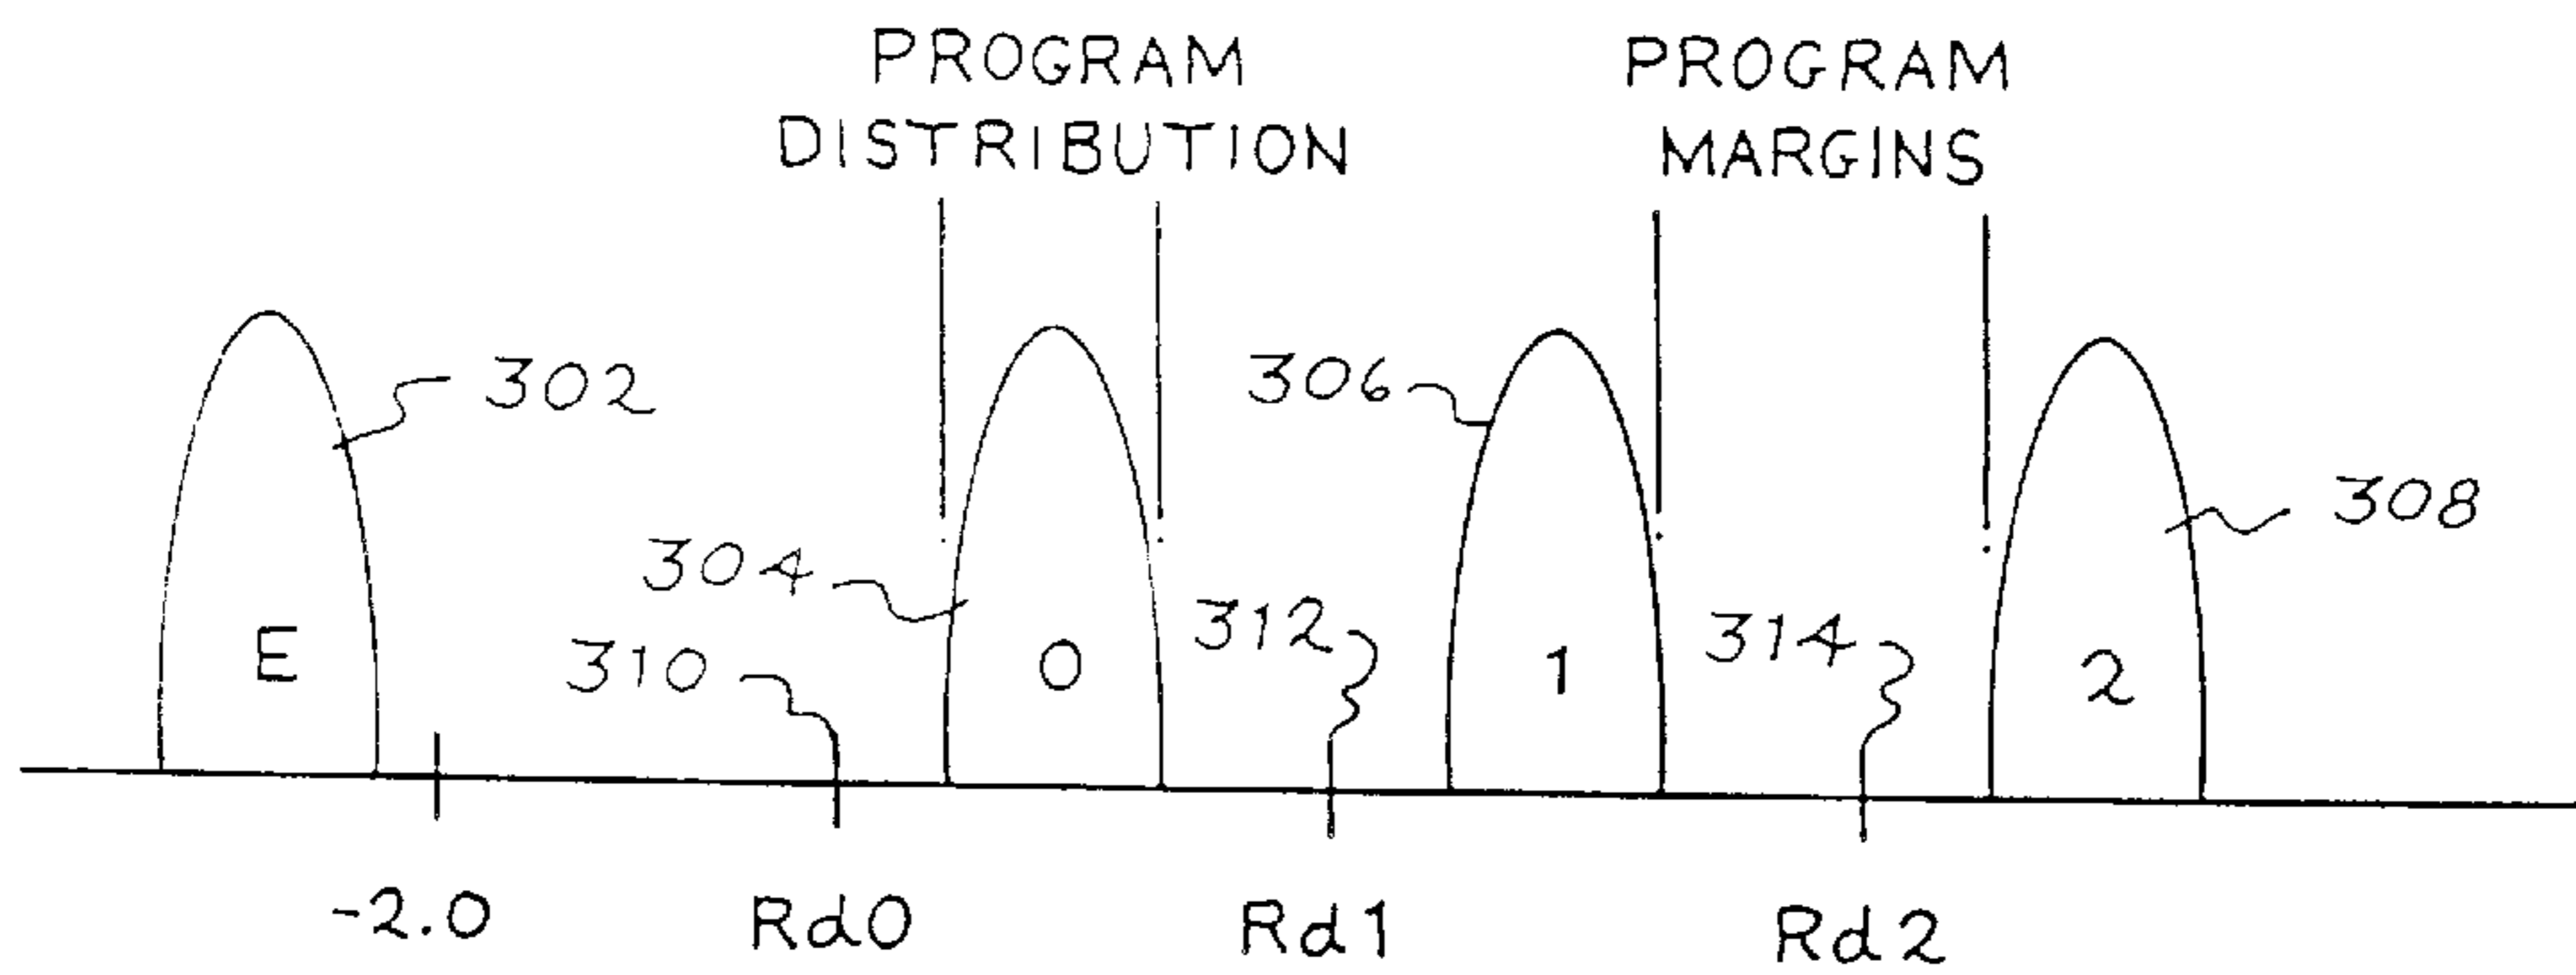 PROGRAM
DISTRIBUTION
PROGRAM
MARGINS
302
306
308
304
312
314
310
E
0
1
2
-2.0
Rd0
Rd1
Rd2